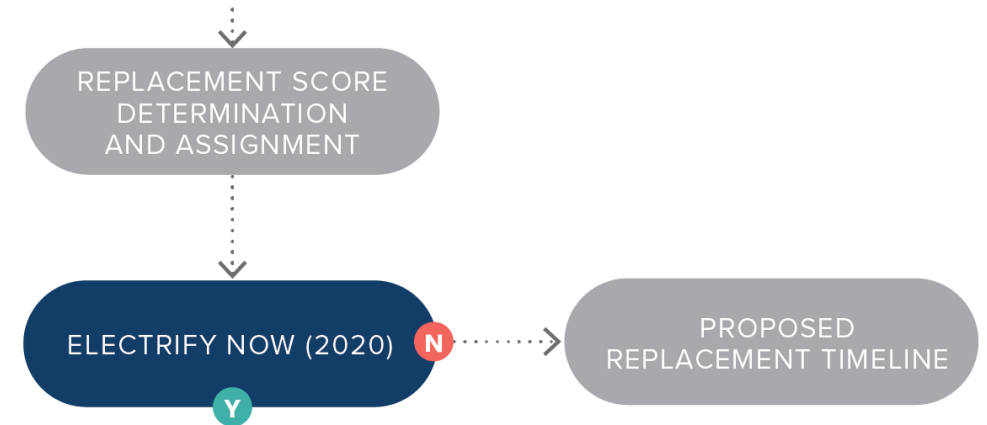 REPLACEMENT SCORE
DETERMINATION
AND ASSIGNMENT
ELECTRIFY NOW (2020)
N
PROPOSED
REPLACEMENT TIMELINE
Y